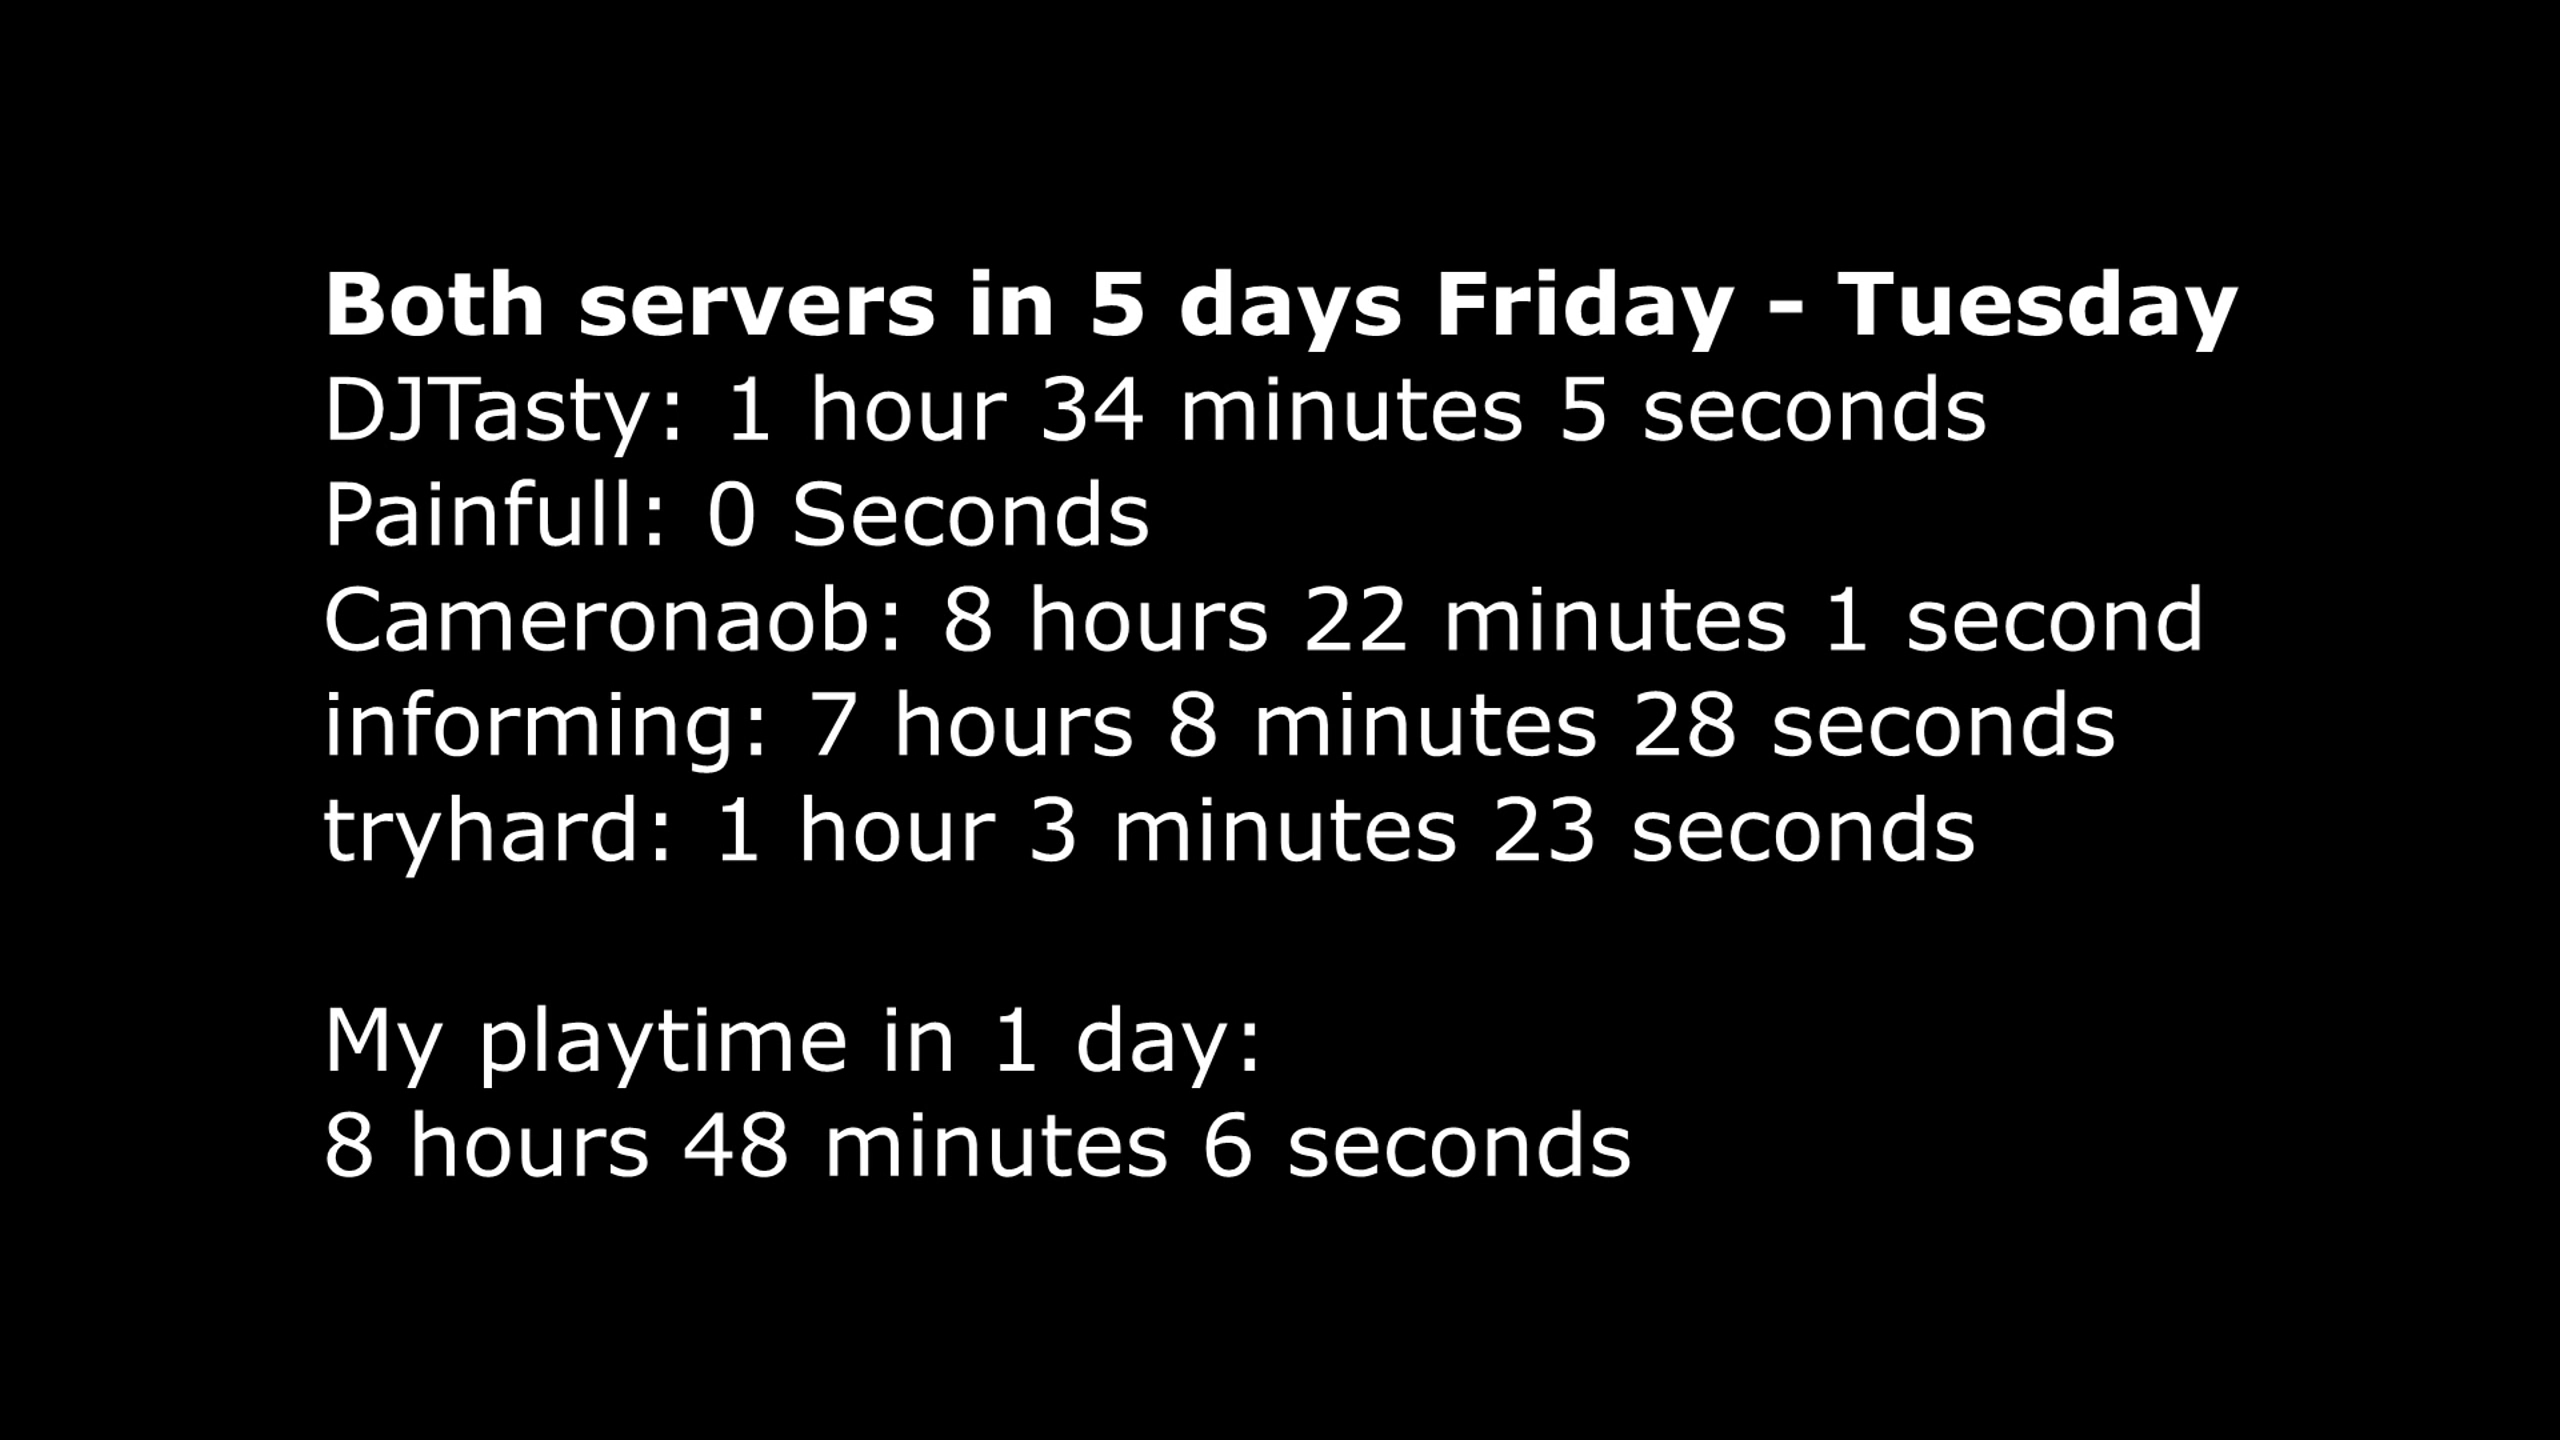 Both servers in 5 days Friday - Tuesday
DJTasty: 1 hour 34 minutes 5 seconds
Painfull: 0 Seconds
Cameronaob: 8 hours 22 minutes 1 second
informing: 7 hours 8 minutes 28 seconds
tryhard: 1 hour 3 minutes 23 seconds
My playtime in 1 day:
8 hours 48 minutes 6 seconds